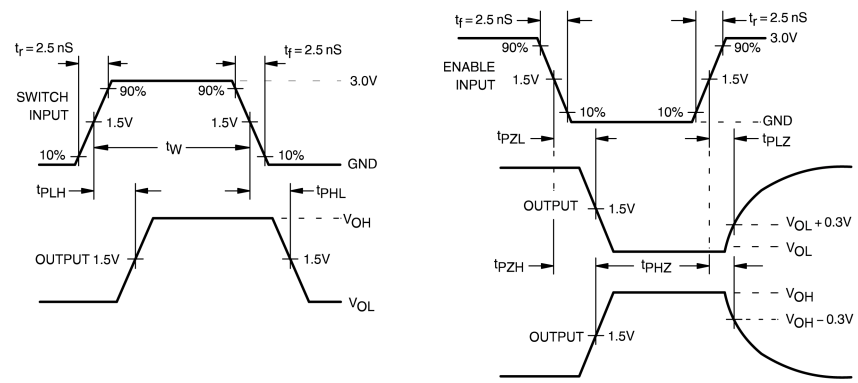 tr = 2.5 nS
tf = 2.5 nS
SWITCH
INPUT
90%
90%
3.0V
1.5V
1.5V
10%
tW
10%
GND
tPLH
tPHL
VOH
OUTPUT 1.5V
1.5V
VOL
tf = 2.5 nS
tr = 2.5 nS
3.0V
90%
90%
ENABLE
INPUT
1.5V
1.5V
10%
10%
GND
tPZL
tPLZ
OUTPUT
1.5V
VOL + 0.3V
VOL
tPZH
tPHZ
VOH
VOH – 0.3V
OUTPUT
1.5V